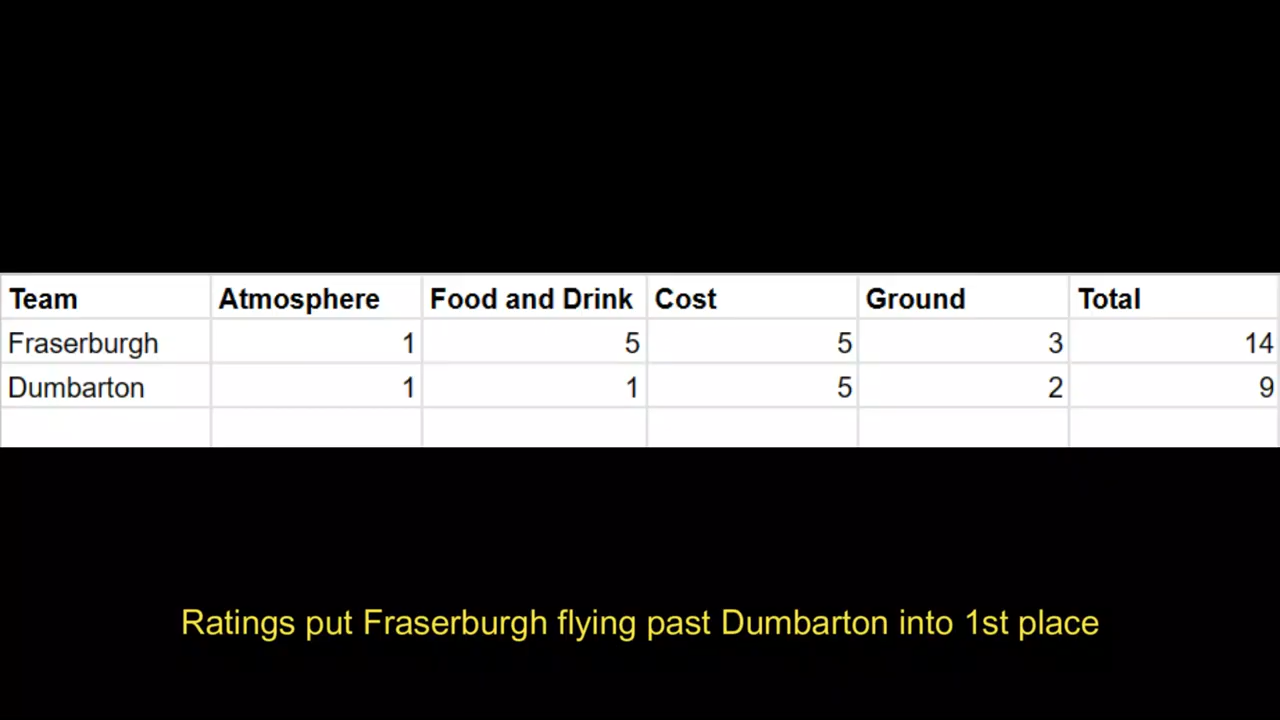 Team Atmosphere Food and Drink Cost Ground Total
Fraserburgh 1 5 5 3 14
Dumbarton 1 1 5 2 9
Ratings put Fraserburgh flying past Dumbarton into 1st place